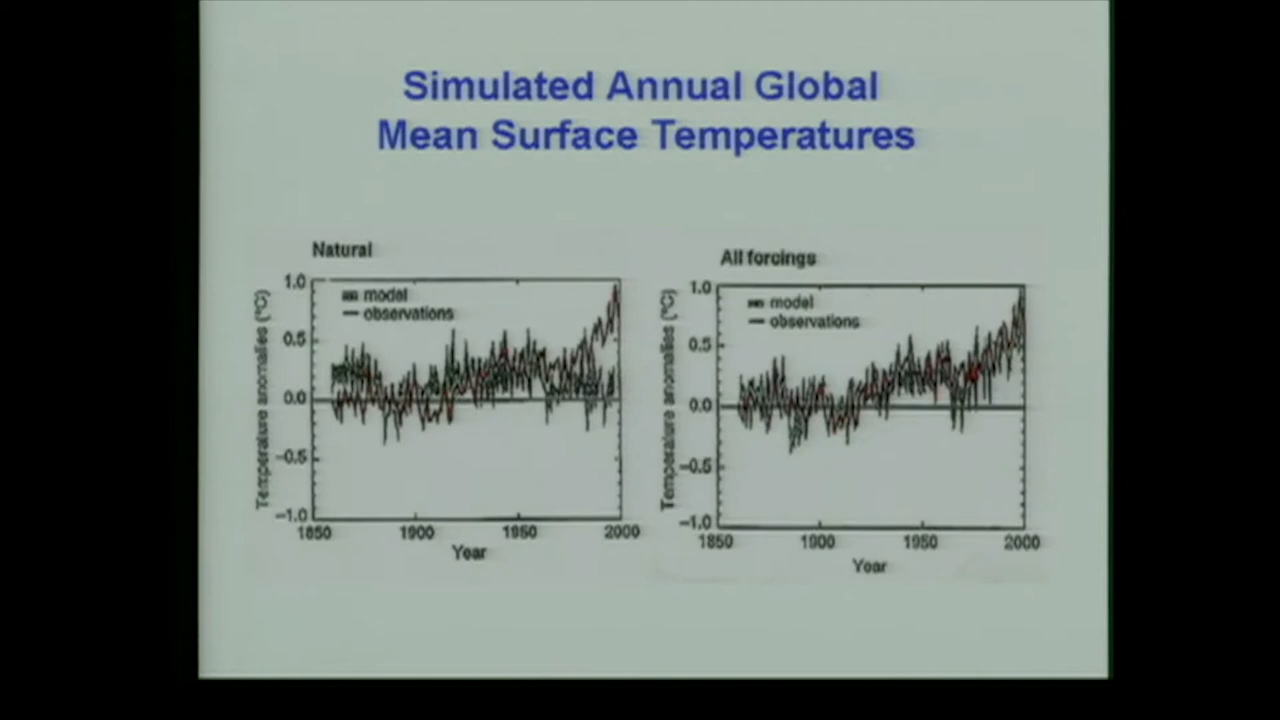 Simulated Annual Global
Mean Surface Temperatures
Natural
1.0
0.5
0.0
−0.5
−1.0
Temperature anomalies (°C)
model
observations
1850
1900
1950
2000
Year
All forcings
1.0
0.5
0.0
−0.5
−1.0
Temperature anomalies (°C)
model
observations
1850
1900
1950
2000
Year